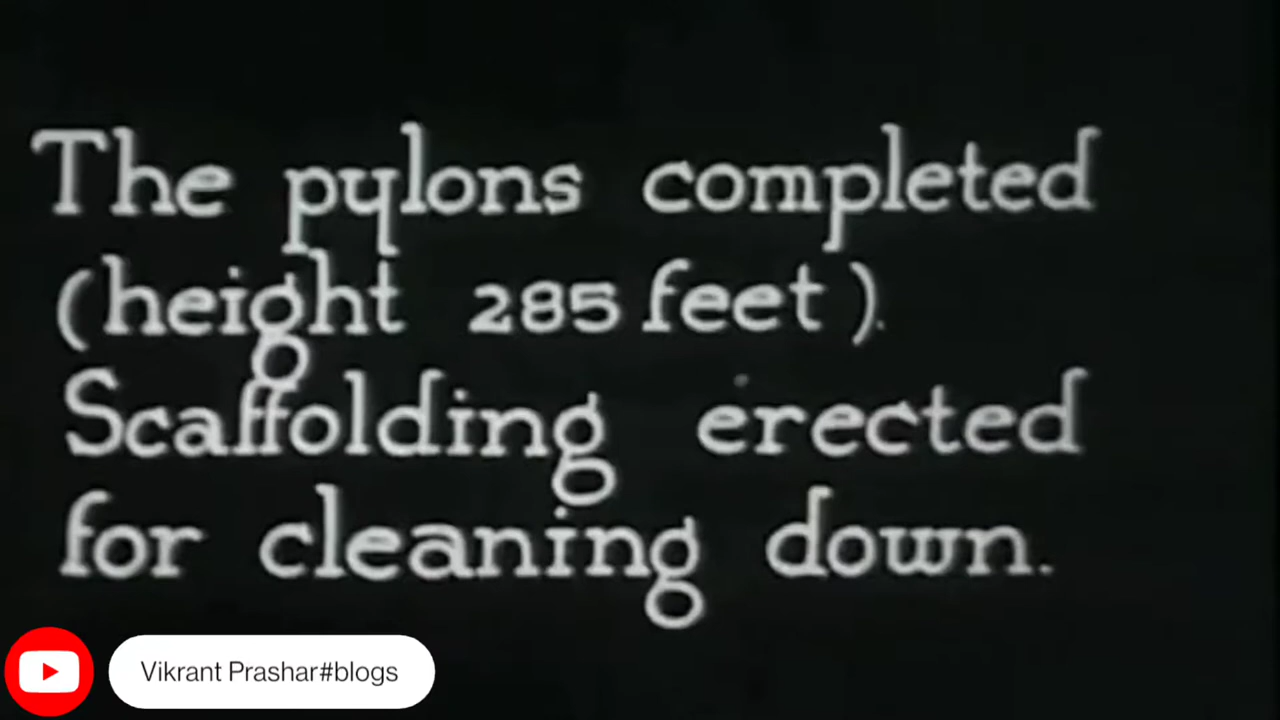 The pylons completed
(height 285 feet).
Scaffolding erected
for cleaning down.
Vikrant Prashar#blogs